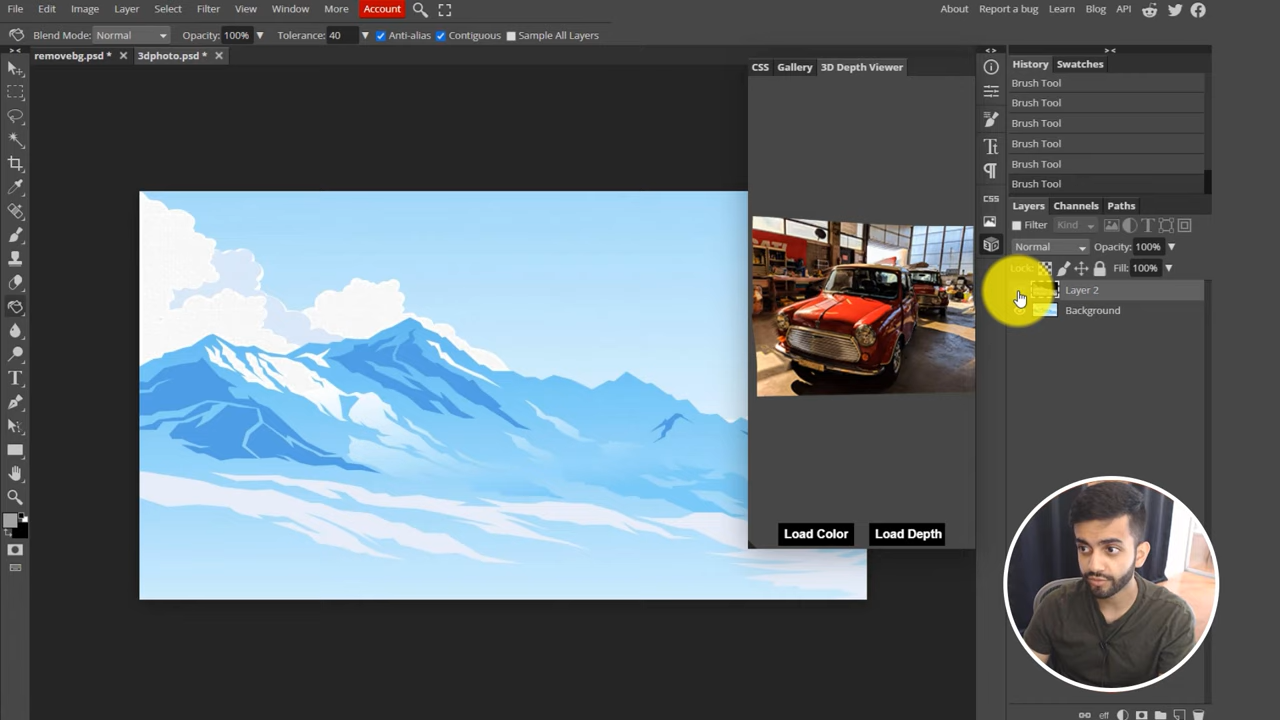 File Edit Image Layer Select Filter View Window More Account About Report a bug Learn Blog API
Blend Mode: Normal Opacity: 100% Tolerance: 40 Anti-alias Contiguous Sample All Layers
removebg.psd * 3dphoto.psd *
CSS Gallery 3D Depth Viewer
Load Color Load Depth
CSS
History Swatches
Brush Tool
Brush Tool
Brush Tool
Brush Tool
Brush Tool
Brush Tool
Layers Channels Paths
Filter Kind
Normal Opacity: 100%
Lock: Fill: 100%
Layer 2
Background
eff